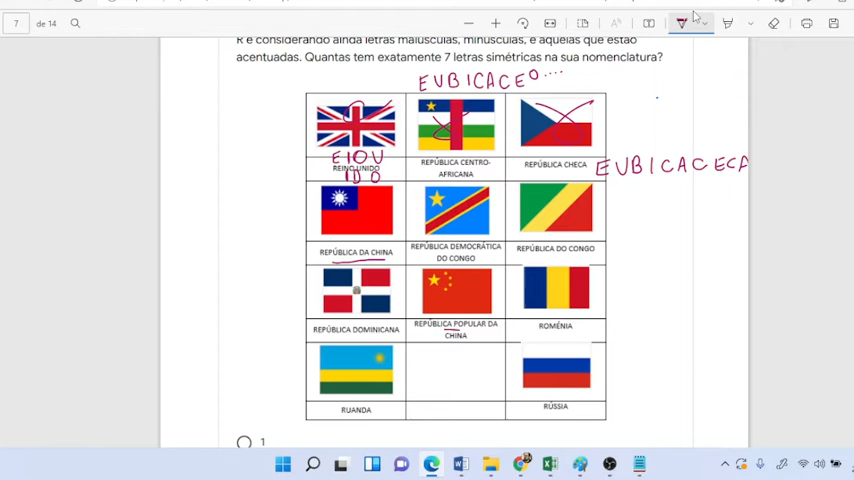 7
de 14
R e considerando ainda letras maiúsculas, minúsculas, e aquelas que estão
acentuadas. Quantas tem exatamente 7 letras simétricas na sua nomenclatura?
EUBICACEO....
EIOU
IDO
REINO UNIDO
REPÚBLICA CENTRO-
AFRICANA
REPÚBLICA CHECA
EUBICACECA
REPÚBLICA DA CHINA
REPÚBLICA DEMOCRÁTICA
DO CONGO
REPÚBLICA DO CONGO
REPÚBLICA DOMINICANA
REPÚBLICA POPULAR DA
CHINA
ROMÉNIA
RUANDA
RÚSSIA
1